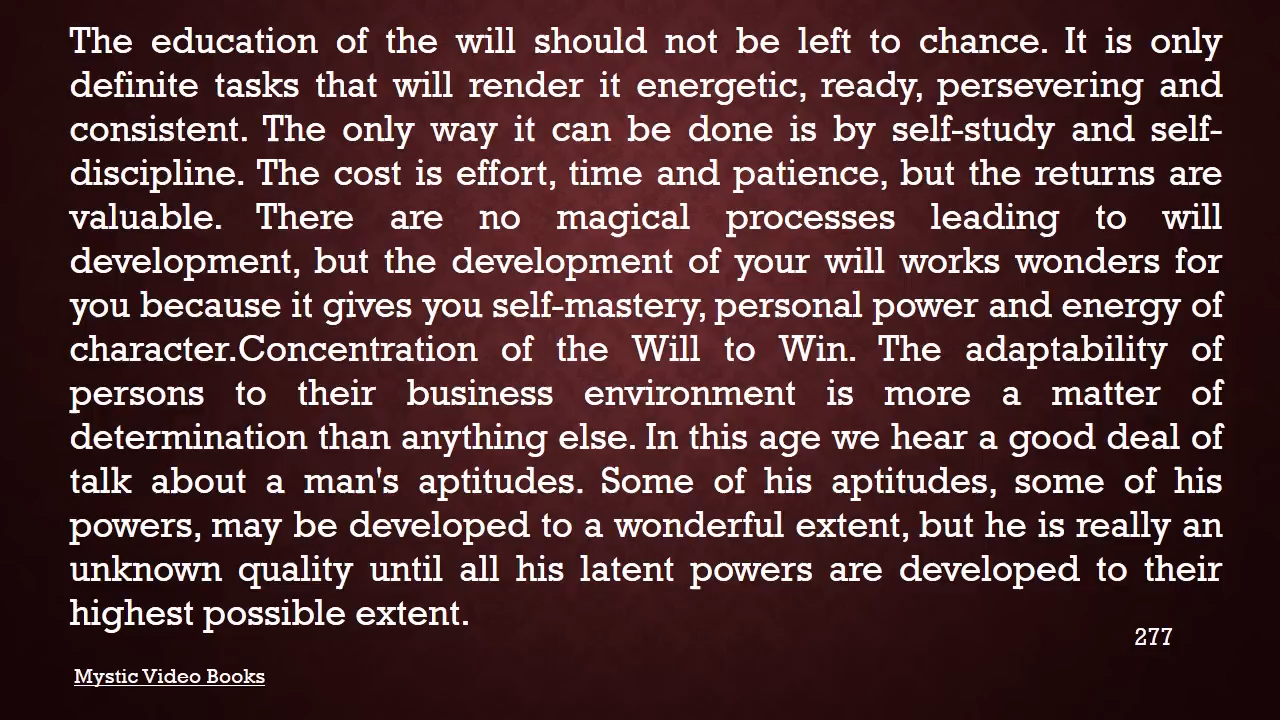 The education of the will should not be left to chance. It is only
definite tasks that will render it energetic, ready, persevering and
consistent. The only way it can be done is by self-study and self-
discipline. The cost is effort, time and patience, but the returns are
valuable. There are no magical processes leading to will
development, but the development of your will works wonders for
you because it gives you self-mastery, personal power and energy of
character.Concentration of the Will to Win. The adaptability of
persons to their business environment is more a matter of
determination than anything else. In this age we hear a good deal of
talk about a man's aptitudes. Some of his aptitudes, some of his
powers, may be developed to a wonderful extent, but he is really an
unknown quality until all his latent powers are developed to their
highest possible extent.
277
Mystic Video Books